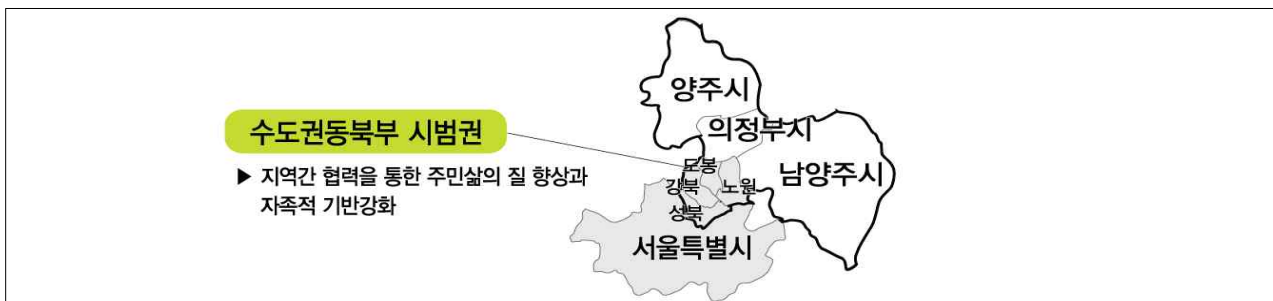 양주시
의정부시
수도권동북부 시범권
도봉
강북
노원
남양주시
▶ 지역간 협력을 통한 주민삶의 질 향상과
자족적 기반강화
성북
서울특별시